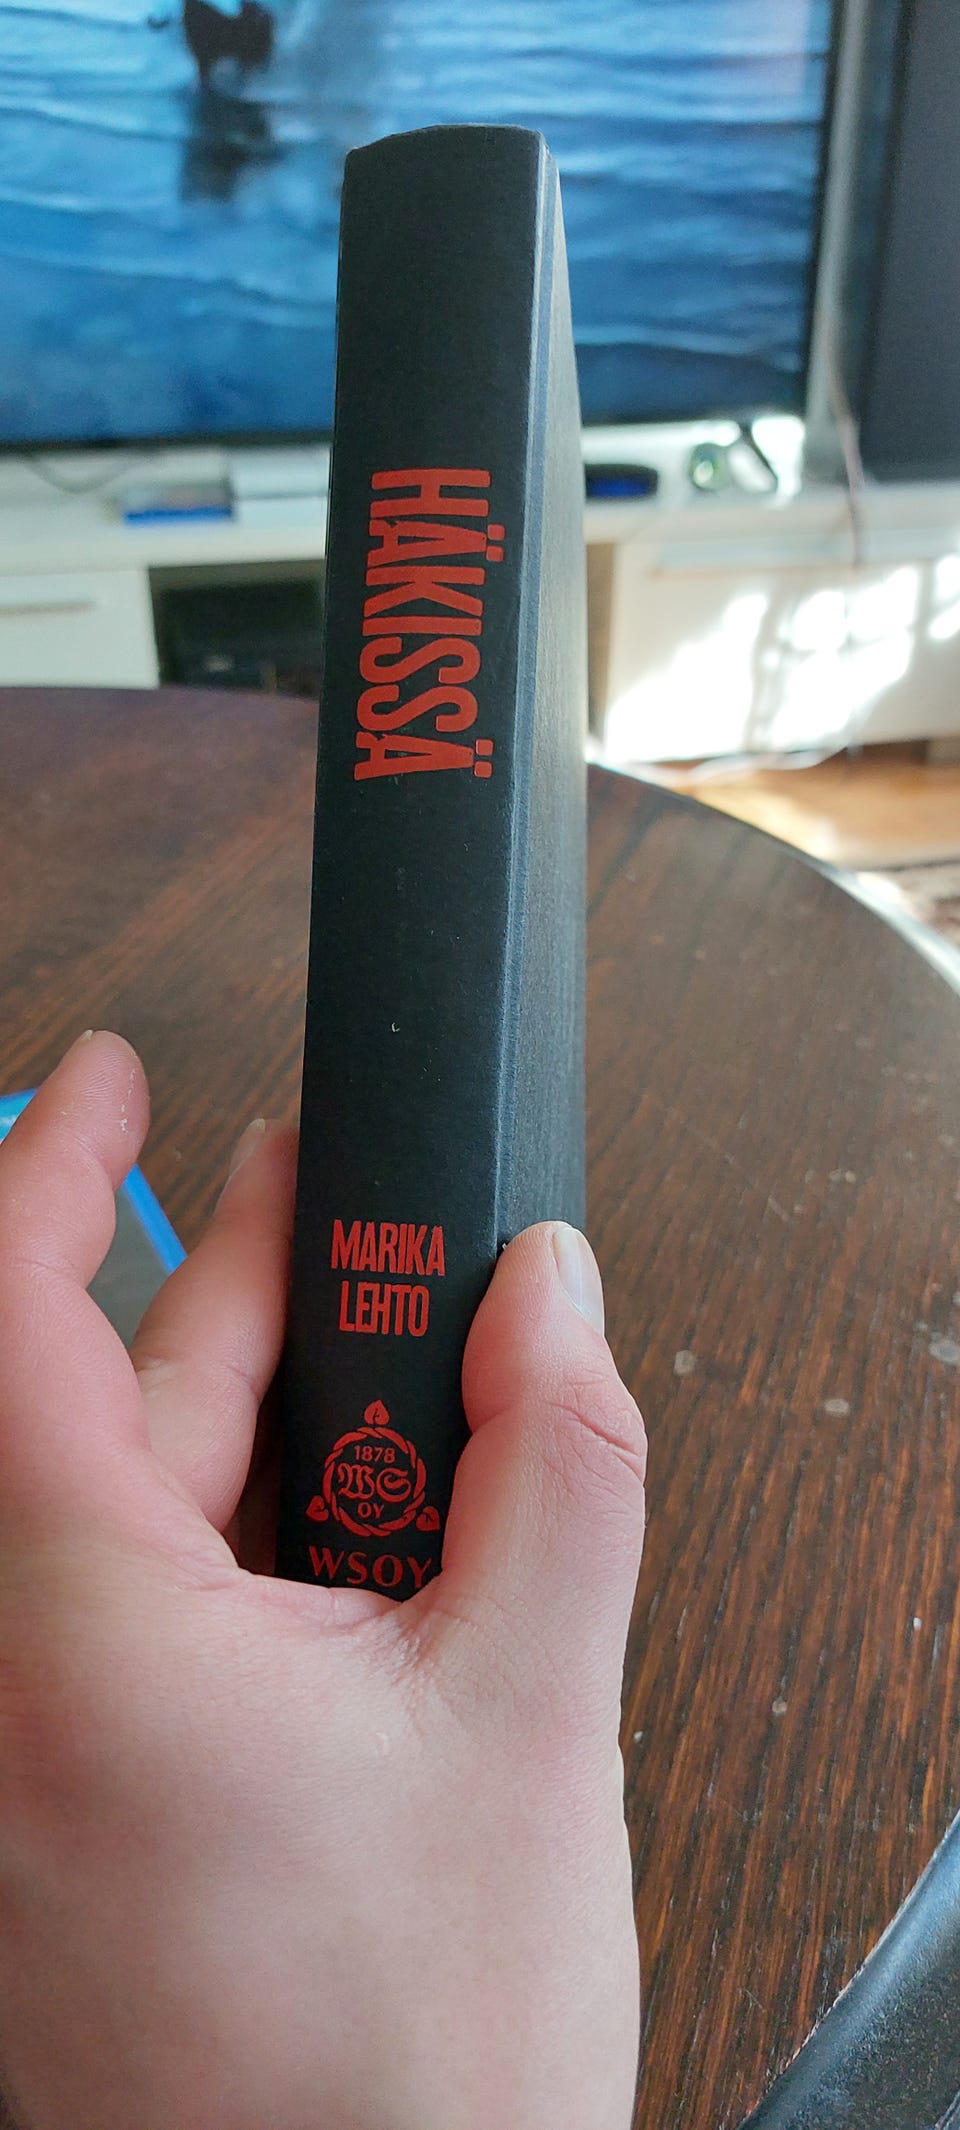 HÄKISSÄ
MARIKA
LEHTO
1878
WS
OY
WSOY